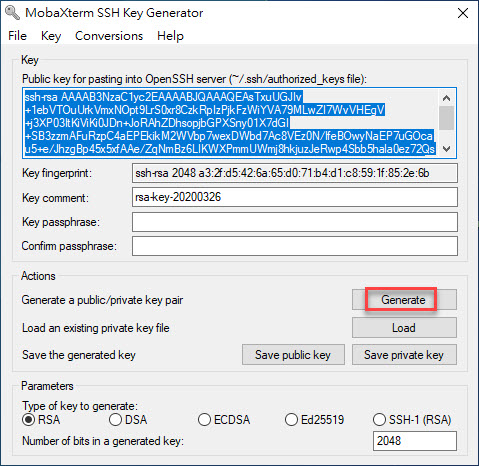 MobaXterm SSH Key Generator
File Key Conversions Help
Key
Public key for pasting into OpenSSH server (~/.ssh/authorized_keys file):
ssh-rsa AAAAB3NzaC1yc2EAAAABJQAAAQEAsTxuUGJIv
+1ebVTOuUrkVmxNOpt9LrS0xr8CzkRpIzPjkFzWiYVA79MLwZI7WvVHEgV
+j3XP03ItKiVKi0JDn+JoRAhZDhsopjbGPXSny01X7dGI
+SB3zzmAFuRzpC4aEPEkikM2WVbp7wexDWbd7Ac8VEz0N/IfeBOwyNaEP7uGOca
u5+e/JhzgBp45x5xfAAe/ZqNmBz6LIKWXPmmUWmj8hkjuzJeRwp4Sbb5haIa0ez72Qs
Key fingerprint: ssh-rsa 2048 a3:2f:d5:42:6a:65:d0:71:b4:d1:c8:59:1f:85:2e:6b
Key comment: rsa-key-20200326
Key passphrase:
Confirm passphrase:
Actions
Generate a public/private key pair Generate
Load an existing private key file Load
Save the generated key Save public key Save private key
Parameters
Type of key to generate:
RSA DSA ECDSA Ed25519 SSH-1 (RSA)
Number of bits in a generated key: 2048